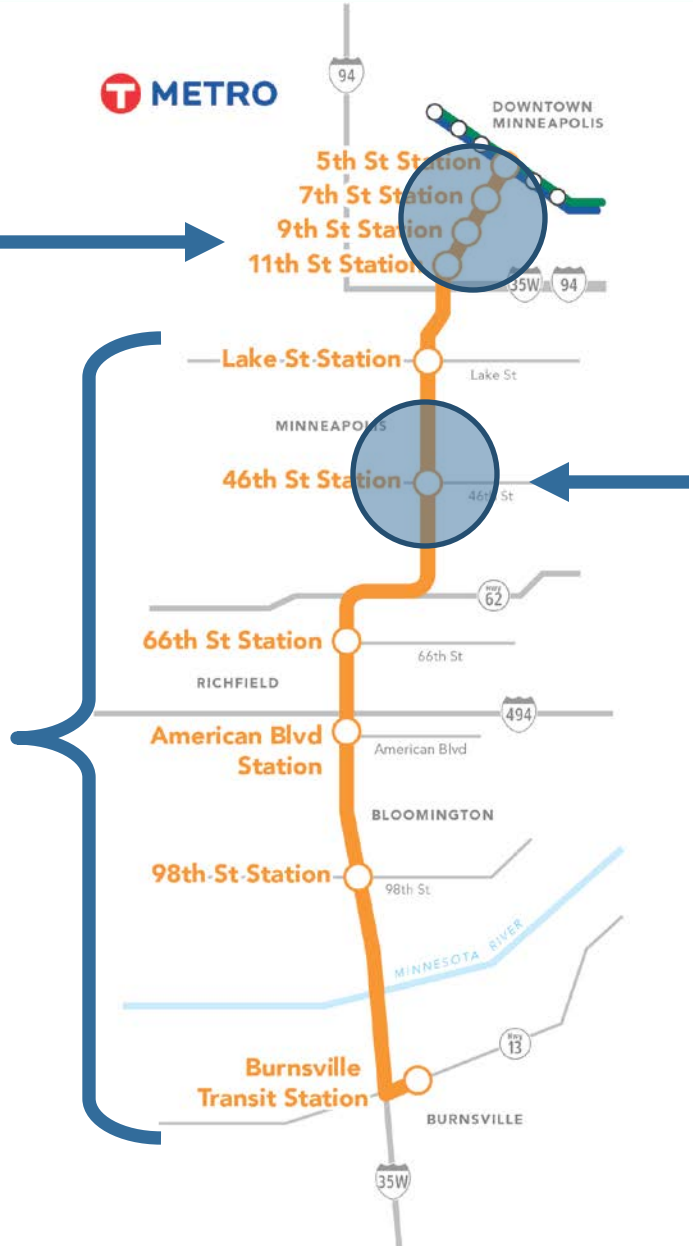 94
T METRO
DOWNTOWN
MINNEAPOLIS
5th St Station
7th St Station
9th St Station
11th St Station
35W
94
Lake St Station
Lake St
MINNEAPOLIS
46th St Station
46th St
Hwy
62
66th St Station
66th St
RICHFIELD
494
American Blvd
Station
American Blvd
BLOOMINGTON
98th St Station
98th St
MINNESOTA RIVER
Hwy
13
Burnsville
Transit Station
BURNSVILLE
35W